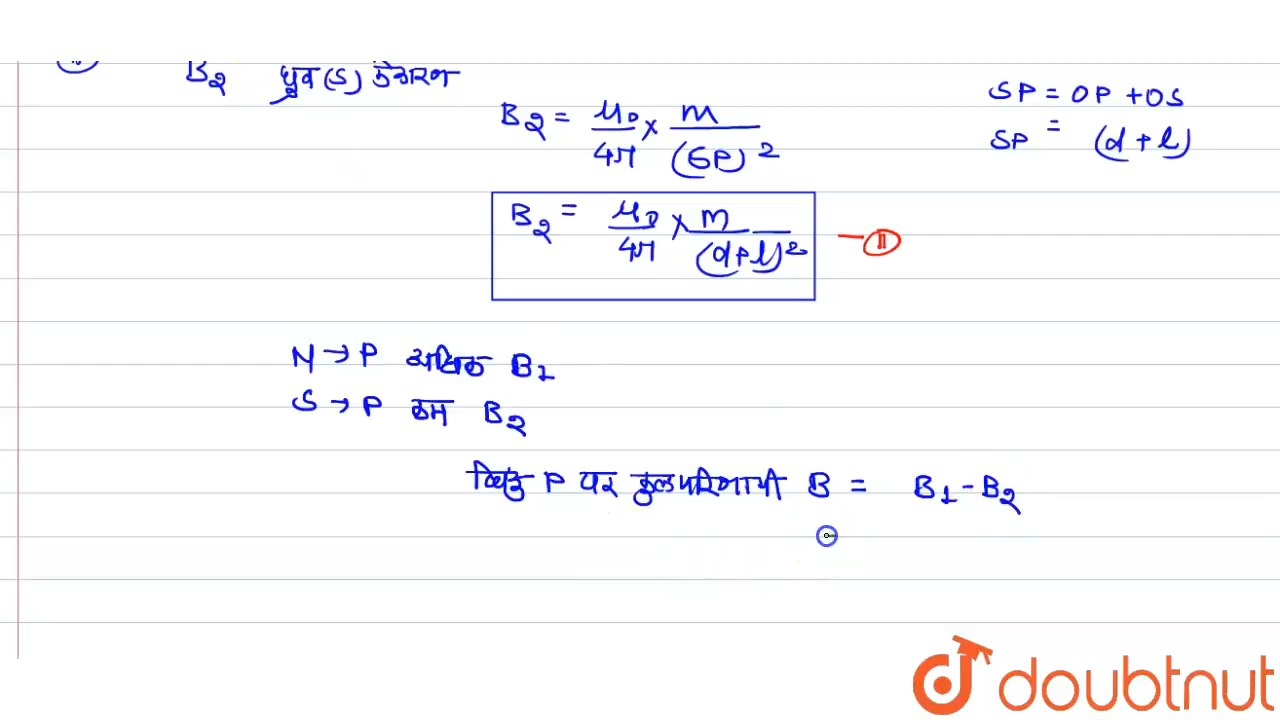 B₂ ध्रुव (S) के कारण
SP = OP + OS
B₂ = μ₀/4π × m/(SP)²
SP = (d + l)
B₂ = μ₀/4π × m/(d+l)² — II
N → P अधिक B₁
S → P कम B₂
बिंदु P पर कुल परिणामी B = B₁ - B₂
doubtnut